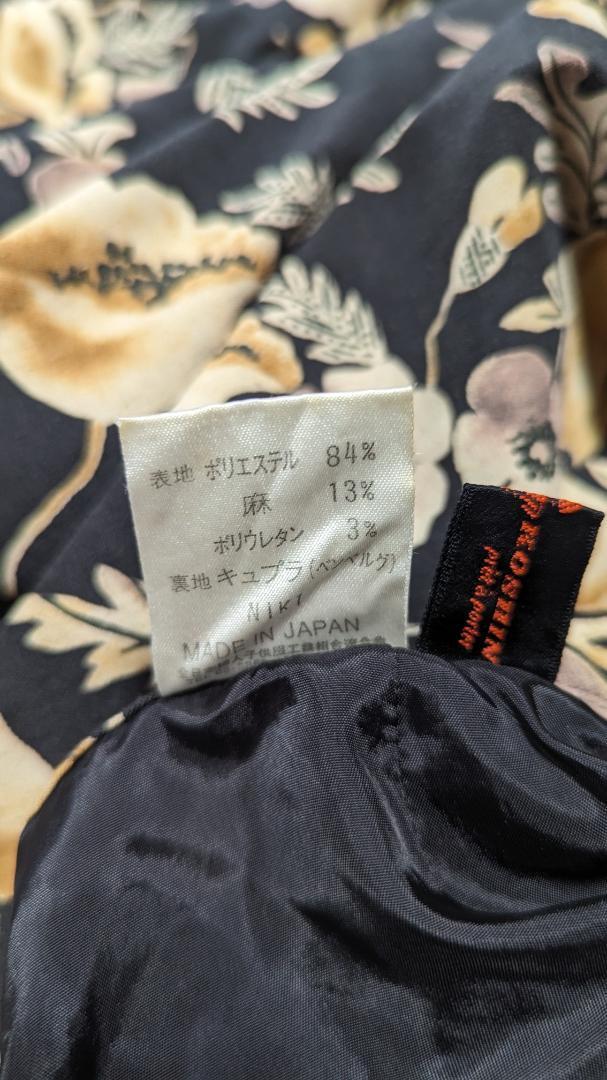 表地 ポリエステル 84%
麻 13%
ポリウレタン 3%
裏地 キュプラ(ベンベルグ)
NIKI
MADE IN JAPAN
prêt à porter